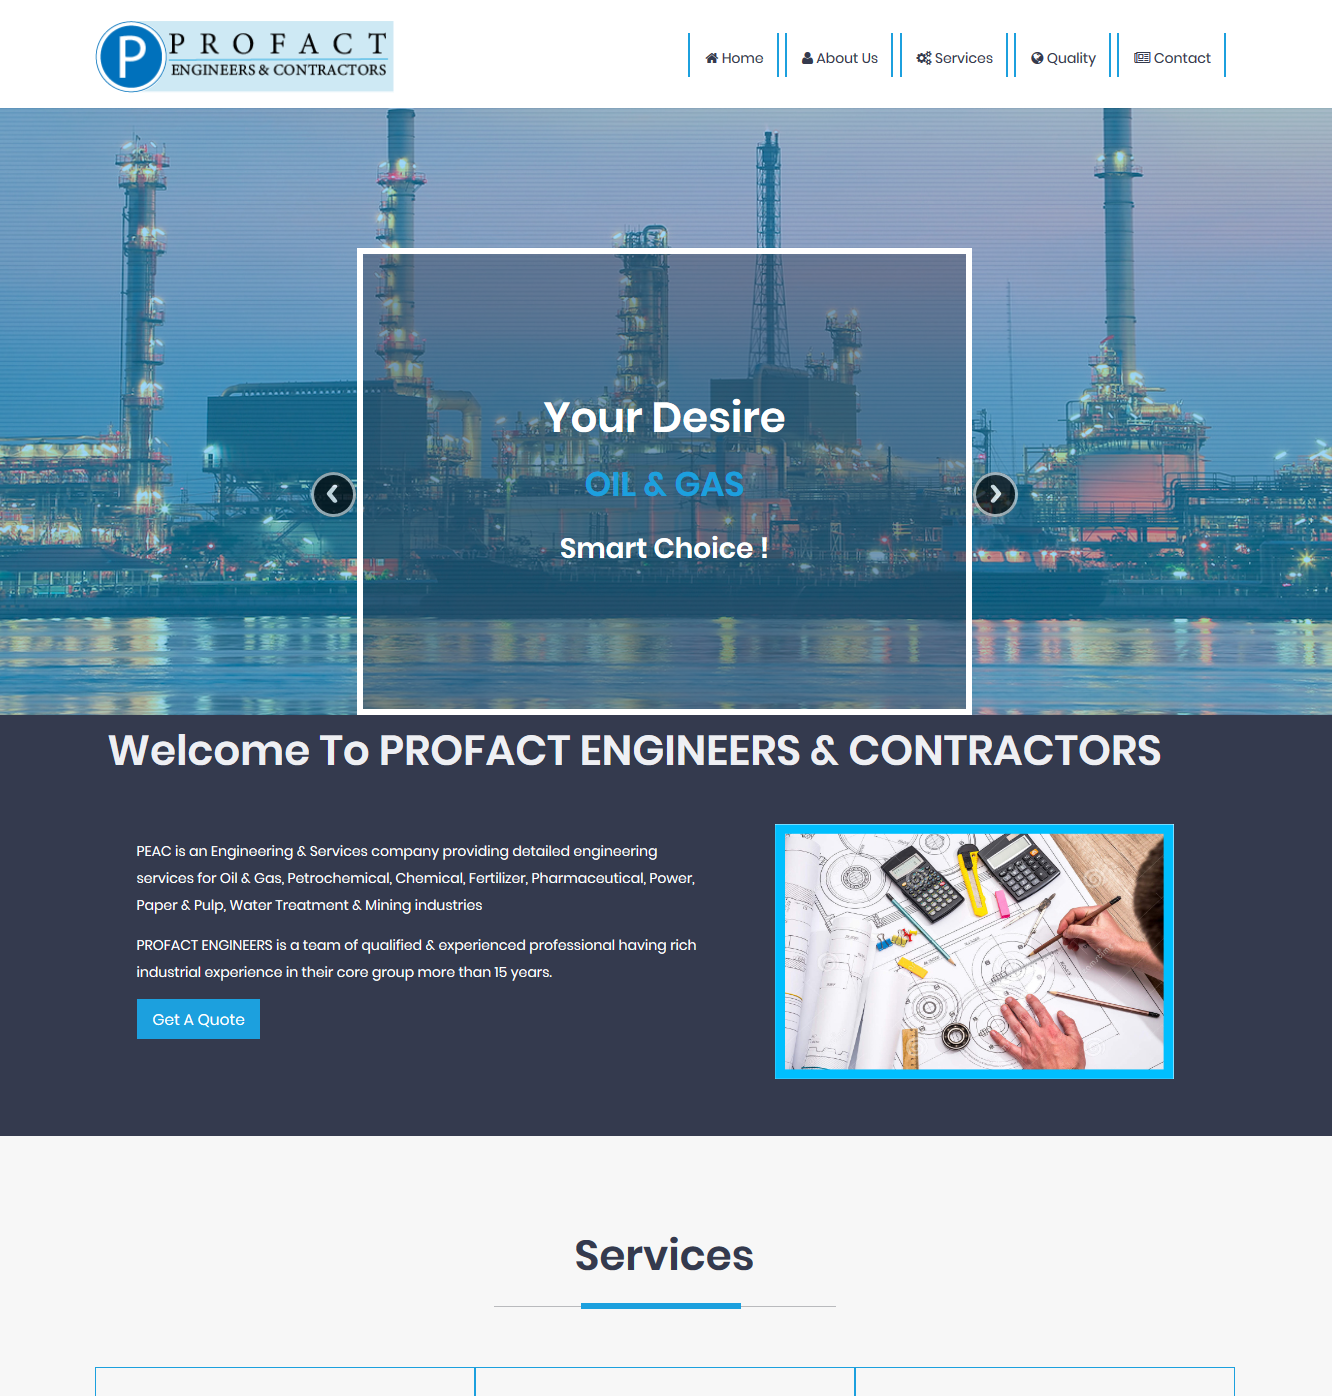 P PROFACT
ENGINEERS & CONTRACTORS
Home
About Us
Services
Quality
Contact
Your Desire
OIL & GAS
Smart Choice !
Welcome To PROFACT ENGINEERS & CONTRACTORS
PEAC is an Engineering & Services company providing detailed engineering
services for Oil & Gas, Petrochemical, Chemical, Fertilizer, Pharmaceutical, Power,
Paper & Pulp, Water Treatment & Mining industries
PROFACT ENGINEERS is a team of qualified & experienced professional having rich
industrial experience in their core group more than 15 years.
Get A Quote
Services